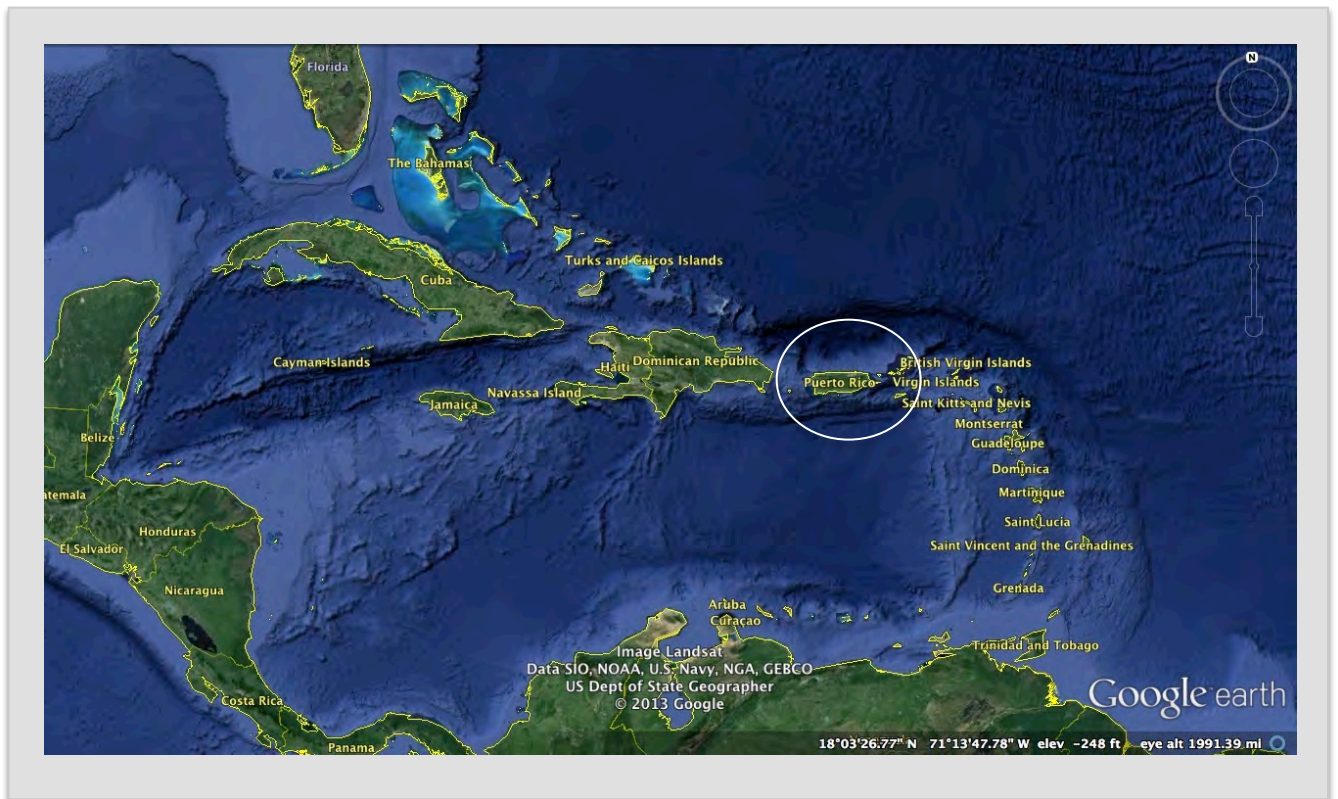 N
Florida
The Bahamas
Turks and Caicos Islands
Cuba
Cayman Islands
Haiti
Dominican Republic
British Virgin Islands
Puerto Rico
Virgin Islands
Navassa Island
Jamaica
Saint Kitts and Nevis
Montserrat
Belize
Guadeloupe
Dominica
atemala
Martinique
Honduras
Saint Lucia
El Salvador
Saint Vincent and the Grenadines
Nicaragua
Grenada
Aruba
Curaçao
Trinidad and Tobago
Image Landsat
Data SIO, NOAA, U.S. Navy, NGA, GEBCO
US Dept of State Geographer
© 2013 Google
Google earth
Costa Rica
Panama
18°03'26.77" N 71°13'47.78" W elev -248 ft eye alt 1991.39 mi